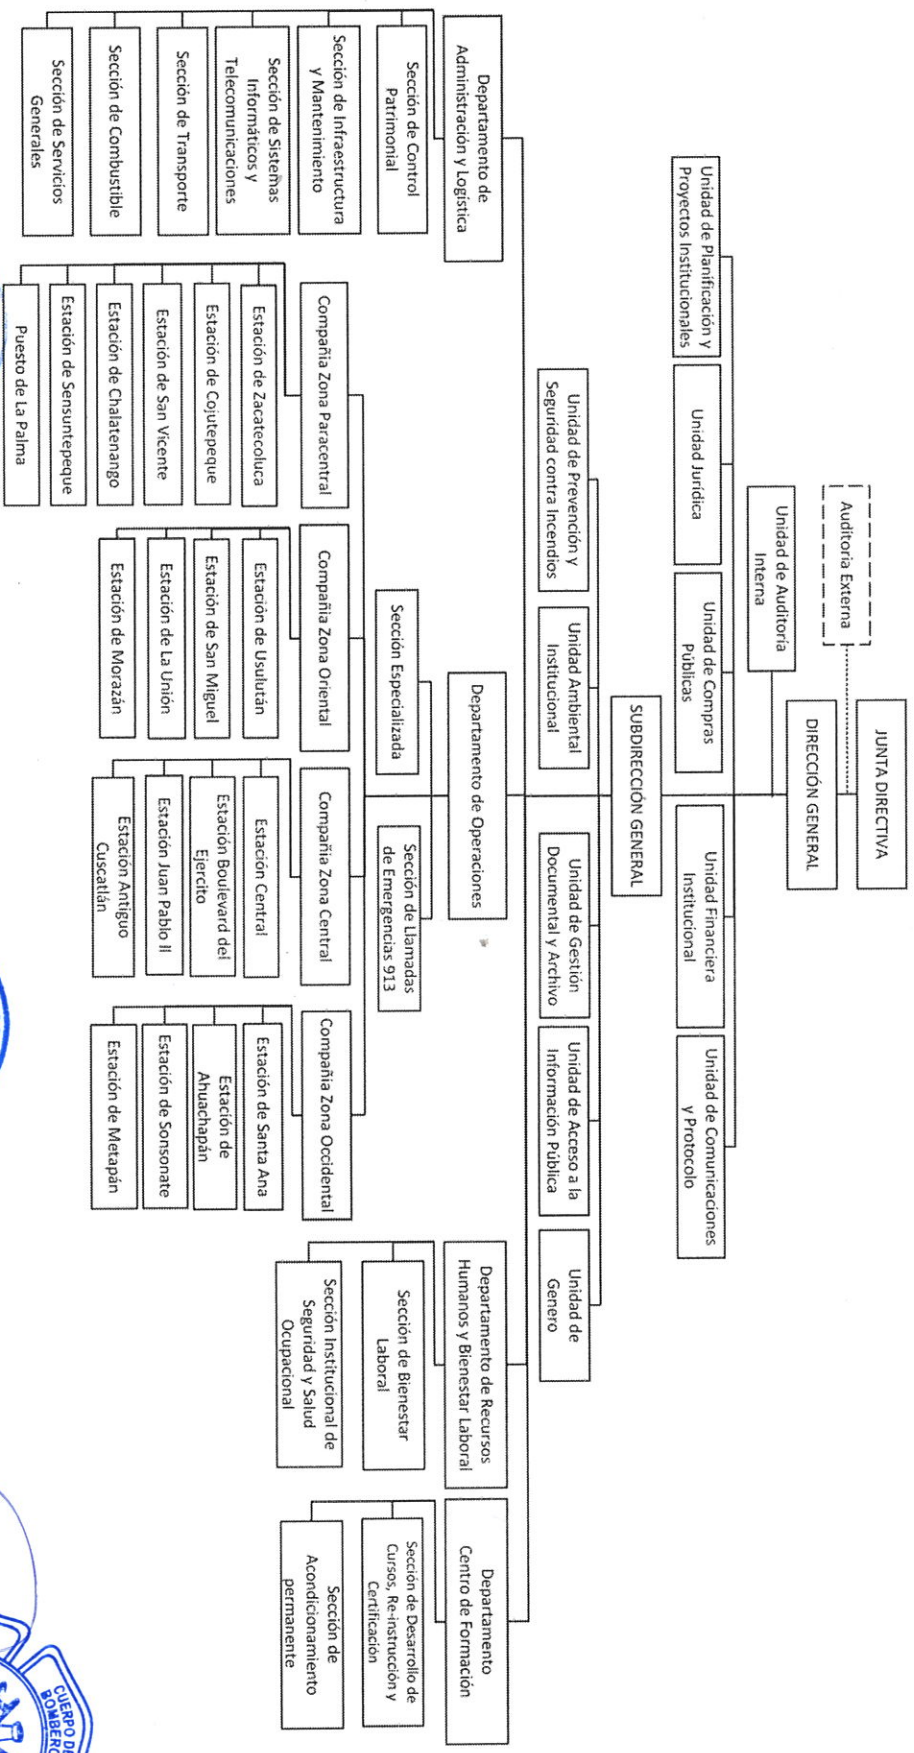 JUNTA DIRECTIVA
Auditoria Externa
DIRECCIÓN GENERAL
Unidad de Auditoría
Interna
Unidad de Planificación y
Proyectos Institucionales
Unidad Jurídica
Unidad de Compras
Públicas
Unidad Financiera
Institucional
Unidad de Comunicaciones
y Protocolo
SUBDIRECCIÓN GENERAL
Unidad de Prevención y
Seguridad contra Incendios
Unidad Ambiental
Institucional
Unidad de Gestión
Documental y Archivo
Unidad de Acceso a la
Información Pública
Unidad de
Genero
Departamento de
Administración y Logística
Sección de Control
Patrimonial
Sección de Infraestructura
y Mantenimiento
Sección de Sistemas
Informáticos y
Telecomunicaciones
Sección de Transporte
Sección de Combustible
Sección de Servicios
Generales
Departamento de Operaciones
Sección Especializada
Sección de Llamadas
de Emergencias 913
Compañia Zona Paracentral
Estación de Zacatecoluca
Estación de Cojutepeque
Estación de San Vicente
Estación de Chalatenango
Estación de Sensuntepeque
Puesto de La Palma
Compañia Zona Oriental
Estación de Usulután
Estación de San Miguel
Estación de La Unión
Estación de Morazán
Compañia Zona Central
Estación Central
Estación Boulevard del
Ejercito
Estación Juan Pablo II
Estación Antiguo
Cuscatlán
Compañia Zona Occidental
Estación de Santa Ana
Estación de
Ahuachapán
Estación de Sonsonate
Estación de Metapán
Departamento de Recursos
Humanos y Bienestar Laboral
Sección de Bienestar
Laboral
Sección Institucional de
Seguridad y Salud
Ocupacional
Departamento
Centro de Formación
Sección de Desarrollo de
Cursos, Re-instrucción y
Certificación
Sección de
Acondicionamiento
permanente
CUERPO DE